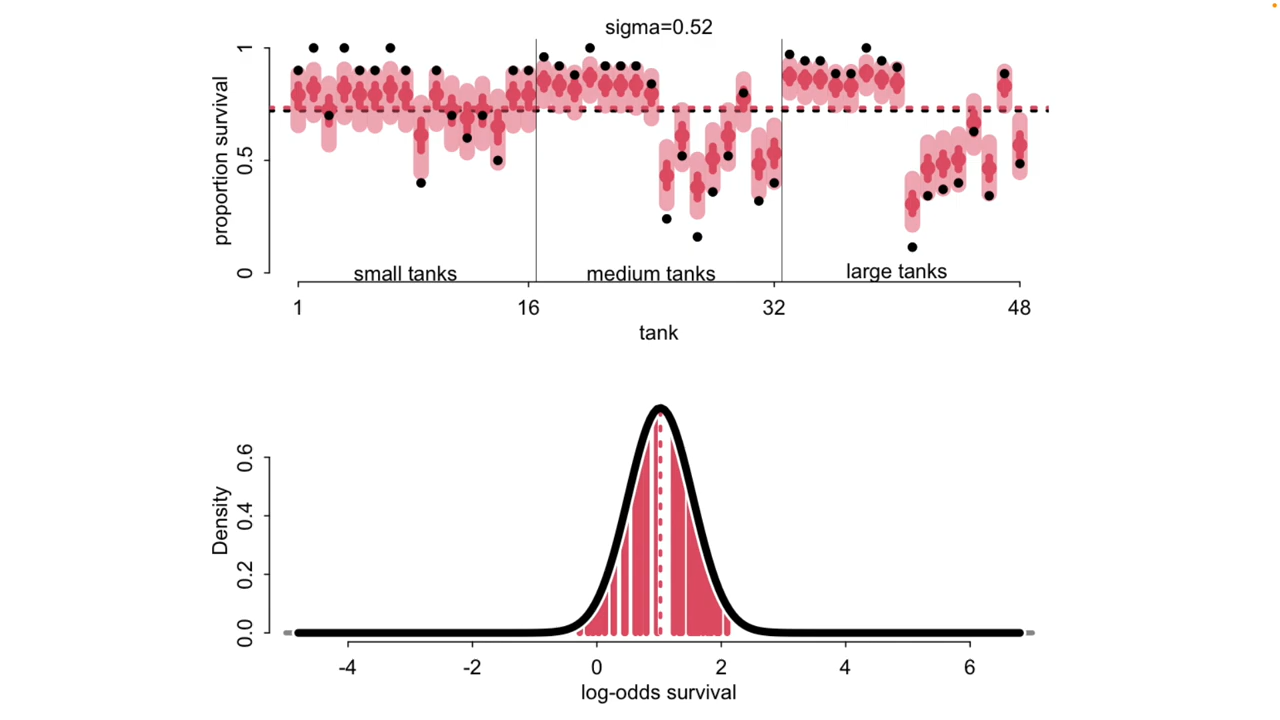 sigma=0.52
proportion survival
1
0.5
0
small tanks
medium tanks
large tanks
1
16
32
48
tank
Density
0.6
0.4
0.2
0.0
-4
-2
0
2
4
6
log-odds survival